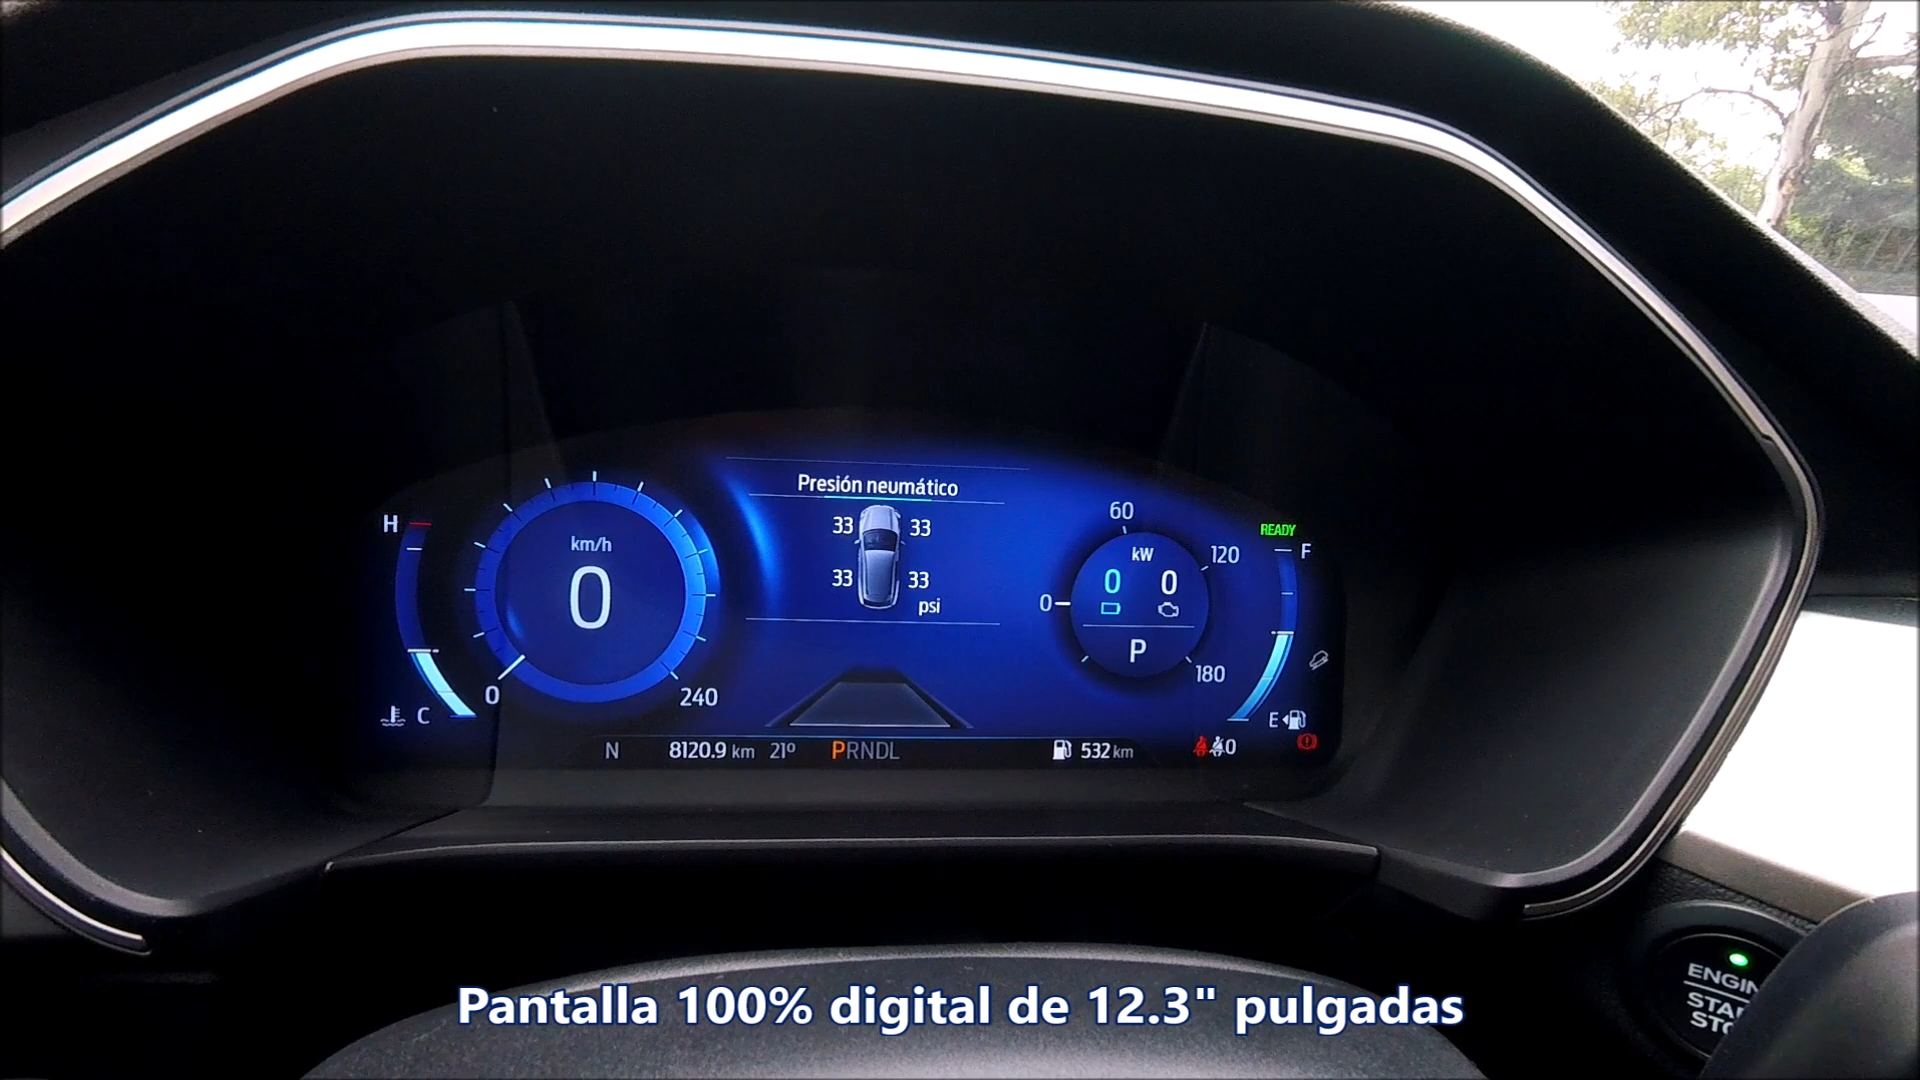 Presión neumático
33 33
33 33
psi
H
C
km/h
0
0
240
60
120
180
0
kW
0 0
P
READY
F
E
N 8120.9 km 21º PRNDL 532 km 0
ENGIN
STA
STO
Pantalla 100% digital de 12.3" pulgadas